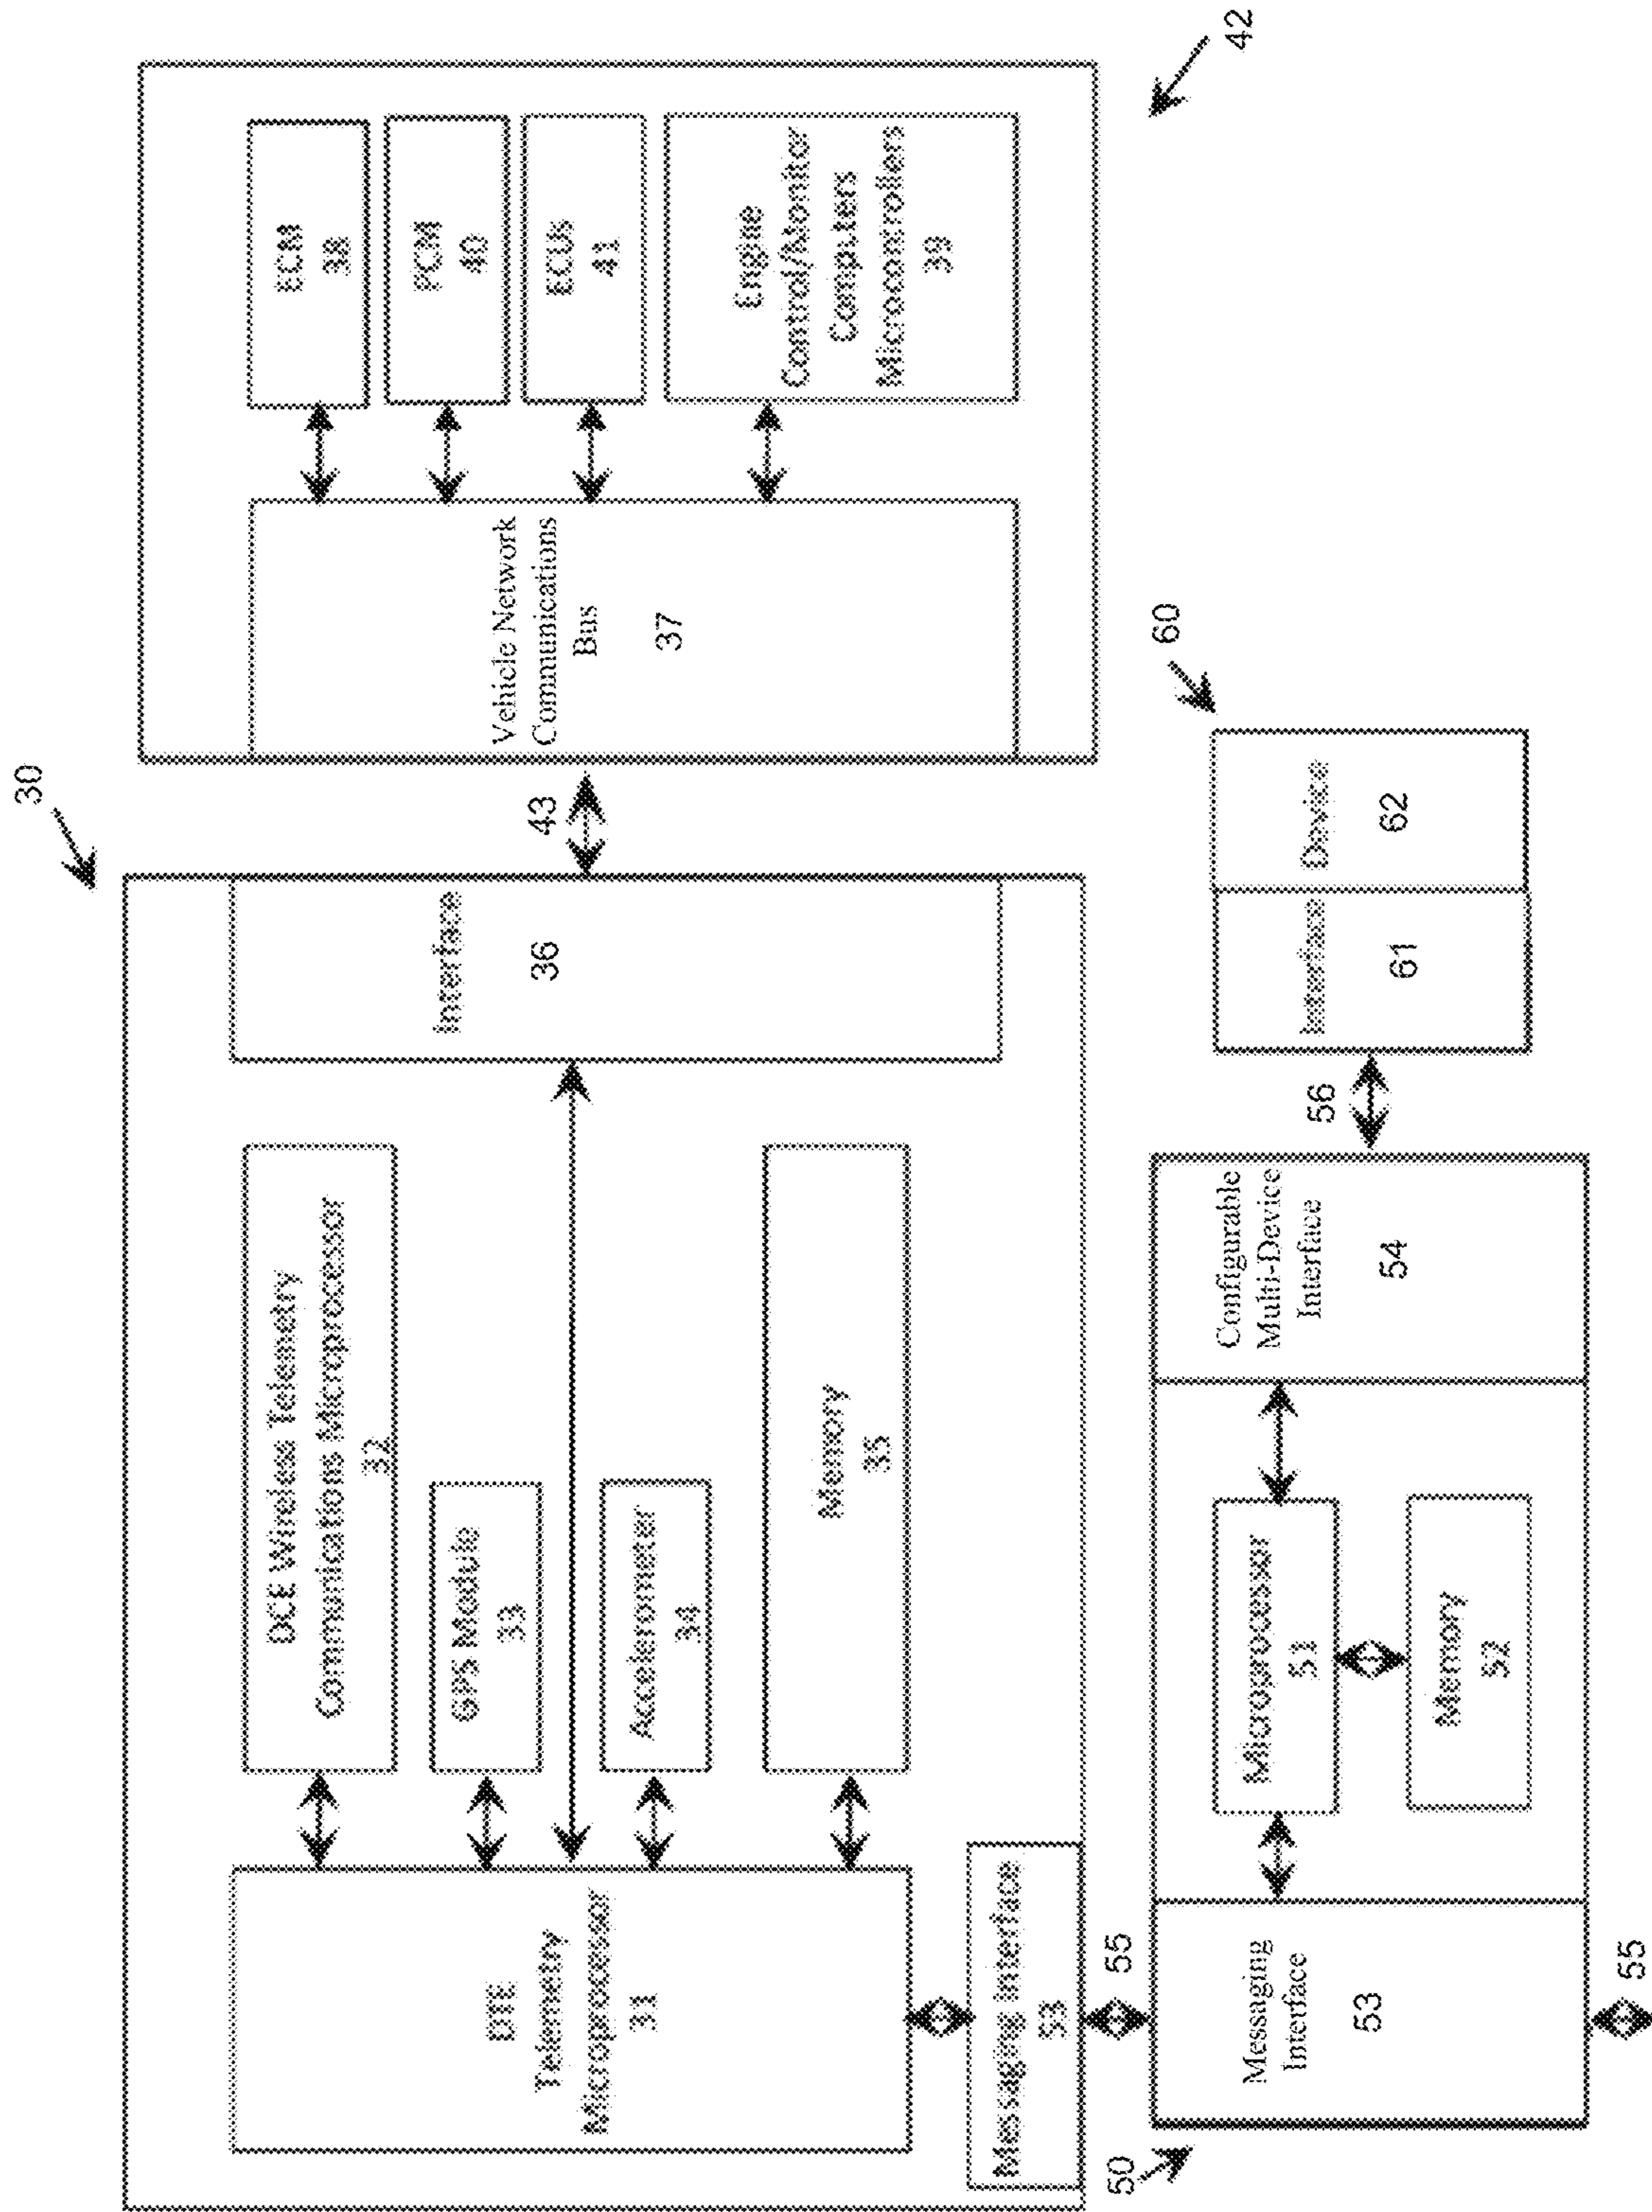 30
42
DTE
Telemetry
Microprocessor
31
DCE Wireless Telemetry
Communications Microprocessor
32
GPS Module
33
Accelerometer
34
Memory
35
Interface
36
43
Vehicle Network
Communications
Bus
37
ECM
38
PCM
40
ECUs
41
Engine
Control/Monitor
Computers
Microcontrollers
39
Messaging Interface
53
55
50
Messaging
Interface
53
Microprocessor
51
Memory
52
Configurable
Multi-Device
Interface
54
56
60
Interface
61
Device
62
55